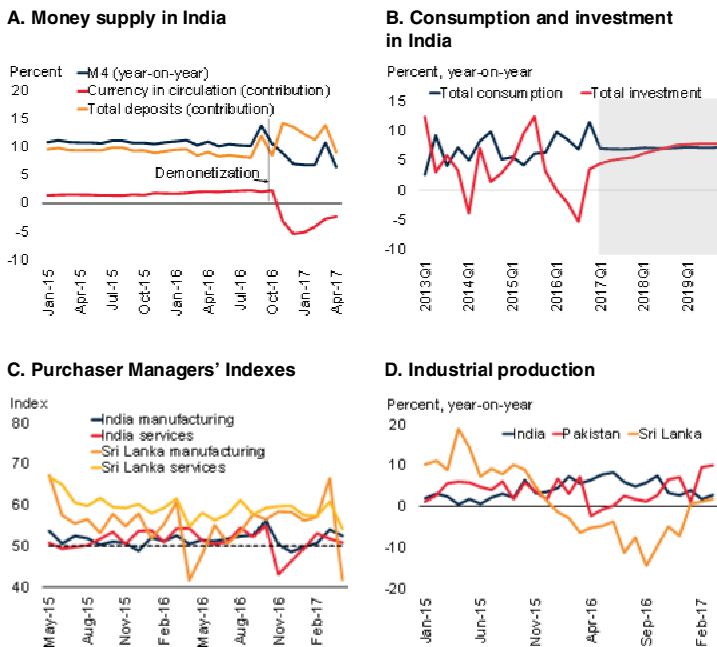 A. Money supply in India
Percent
M4 (year-on-year)
Currency in circulation (contribution)
Total deposits (contribution)
20
15
10
5
0
-5
-10
Demonetization
Jan-15
Apr-15
Jul-15
Oct-15
Jan-16
Apr-16
Jul-16
Oct-16
Jan-17
Apr-17
B. Consumption and investment
in India
Percent, year-on-year
Total consumption
Total investment
15
10
5
0
-5
-10
2013Q1
2014Q1
2015Q1
2016Q1
2017Q1
2018Q1
2019Q1
C. Purchaser Managers’ Indexes
Index
India manufacturing
India services
Sri Lanka manufacturing
Sri Lanka services
80
70
60
50
40
May-15
Aug-15
Nov-15
Feb-16
May-16
Aug-16
Nov-16
Feb-17
D. Industrial production
Percent, year-on-year
India
Pakistan
Sri Lanka
20
10
0
-10
-20
Jan-15
Jun-15
Nov-15
Apr-16
Sep-16
Feb-17